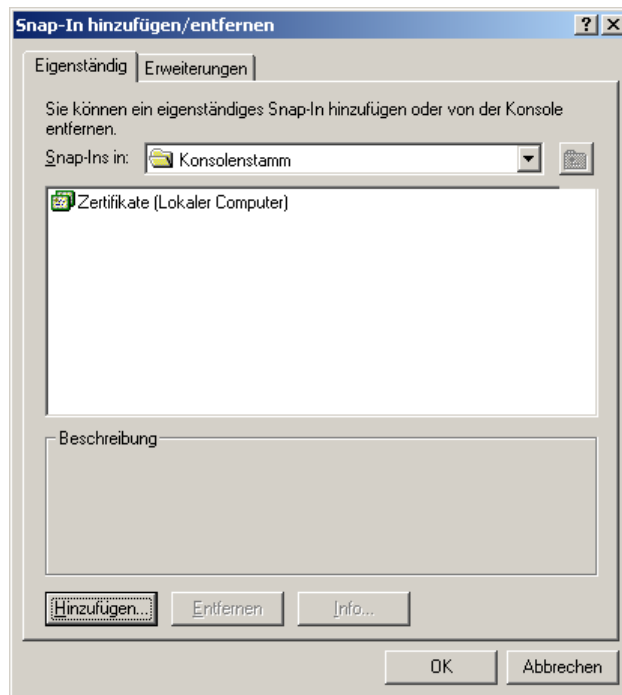 Snap-In hinzufügen/entfernen
Eigenständig Erweiterungen
Sie können ein eigenständiges Snap-In hinzufügen oder von der Konsole
entfernen.
Snap-Ins in: Konsolenstamm
Zertifikate (Lokaler Computer)
Beschreibung
Hinzufügen... Entfernen Info...
OK Abbrechen